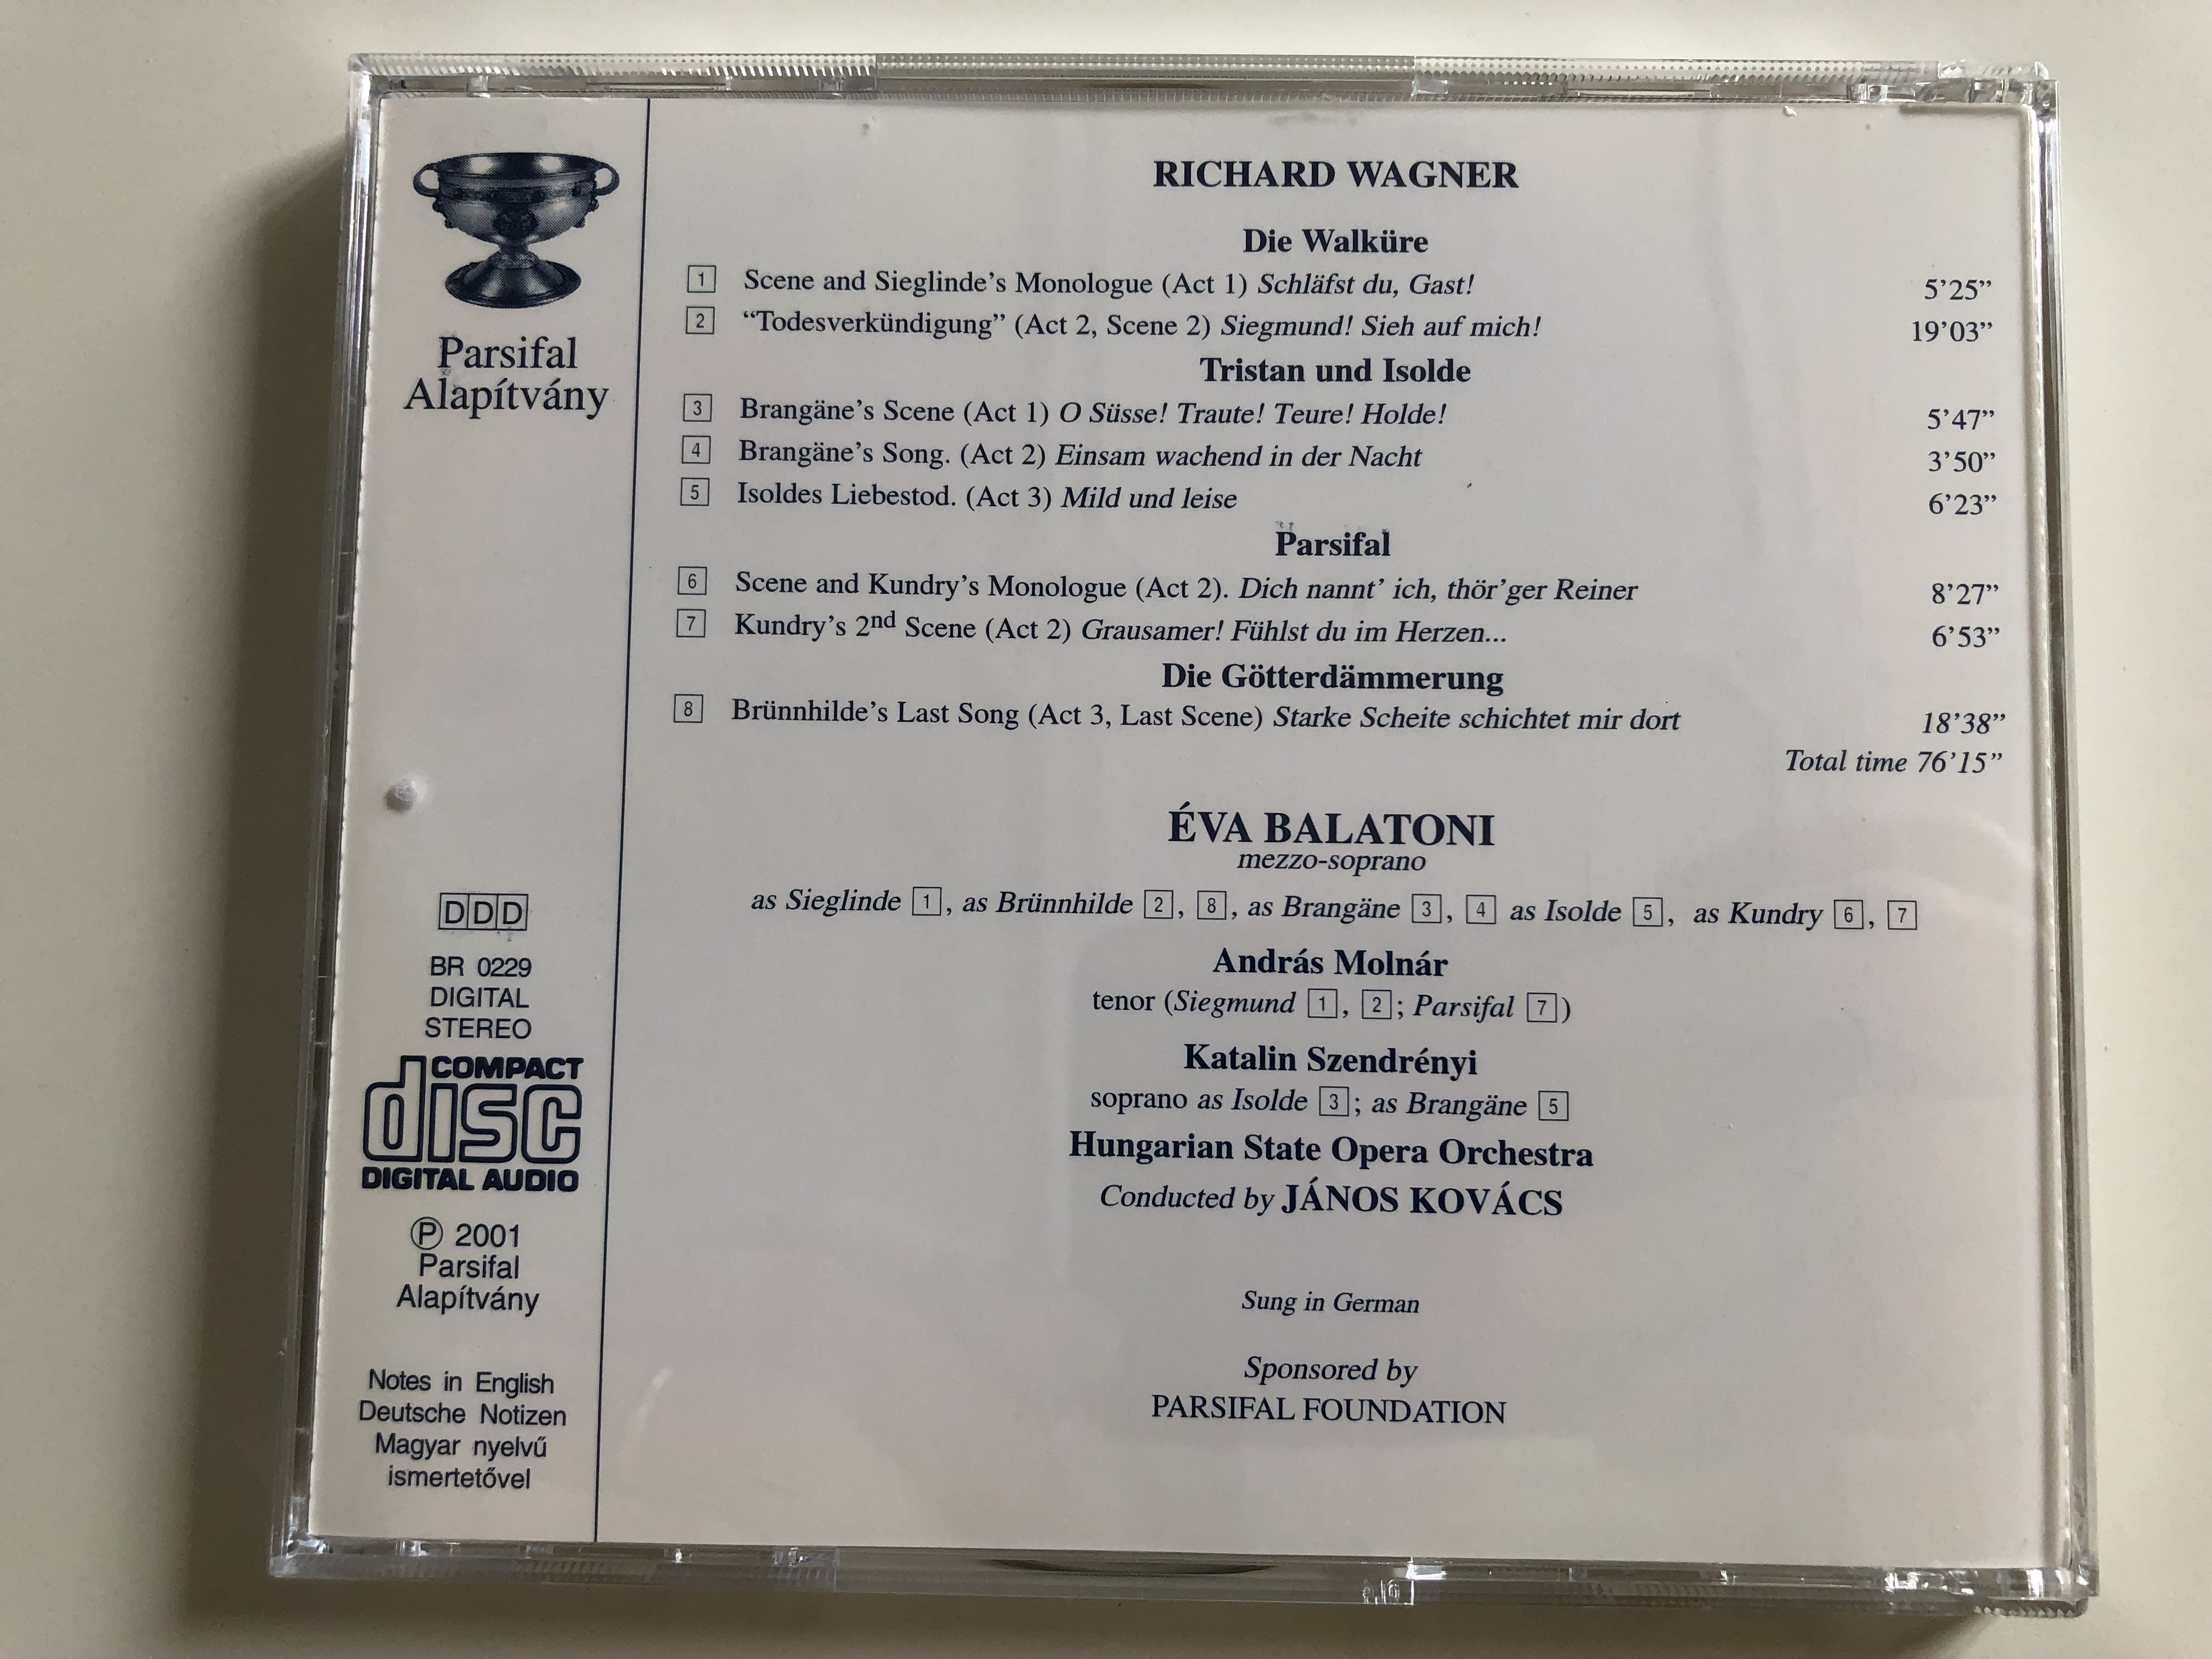 Parsifal
Alapítvány
RICHARD WAGNER
Die Walküre
1 Scene and Sieglinde's Monologue (Act 1) Schläfst du, Gast! 5'25”
2 “Todesverkündigung” (Act 2, Scene 2) Siegmund! Sieh auf mich! 19'03”
Tristan und Isolde
3 Brangäne's Scene (Act 1) O Süsse! Traute! Teure! Holde! 5'47”
4 Brangäne's Song. (Act 2) Einsam wachend in der Nacht 3'50”
5 Isoldes Liebestod. (Act 3) Mild und leise 6'23”
Parsifal
6 Scene and Kundry's Monologue (Act 2). Dich nannt' ich, thör'ger Reiner 8'27”
7 Kundry's 2nd Scene (Act 2) Grausamer! Fühlst du im Herzen... 6'53”
Die Götterdämmerung
8 Brünnhilde's Last Song (Act 3, Last Scene) Starke Scheite schichtet mir dort 18'38”
Total time 76'15”
ÉVA BALATONI
mezzo-soprano
as Sieglinde 1, as Brünnhilde 2, 8, as Brangäne 3, 4 as Isolde 5, as Kundry 6, 7
András Molnár
tenor (Siegmund 1, 2; Parsifal 7)
Katalin Szendrényi
soprano as Isolde 3; as Brangäne 5
Hungarian State Opera Orchestra
Conducted by JÁNOS KOVÁCS
Sung in German
Sponsored by
PARSIFAL FOUNDATION
DDD
BR 0229
DIGITAL
STEREO
COMPACT
disc
DIGITAL AUDIO
Ⓟ 2001
Parsifal
Alapítvány
Notes in English
Deutsche Notizen
Magyar nyelvű
ismertetővel